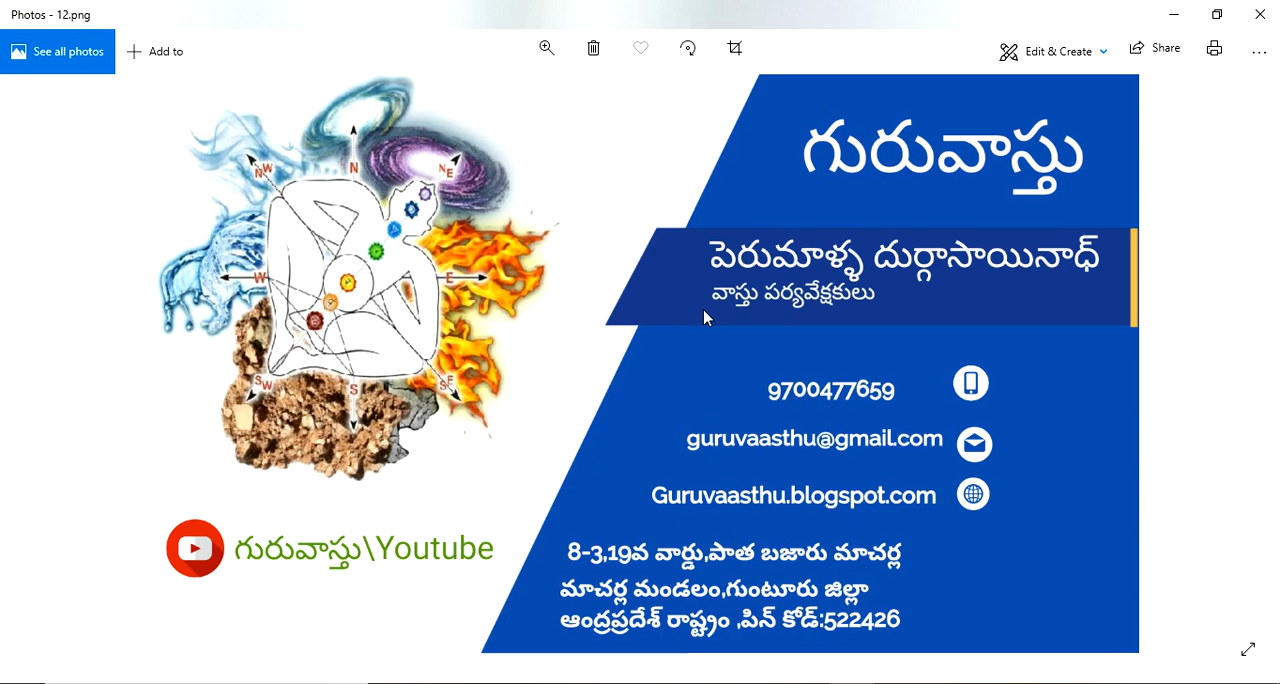 Photos - 12.png
See all photos
Add to
Edit & Create
Share
గురువాస్తు
పెరుమాళ్ళ దుర్గాసాయినాధ్
వాస్తు పర్యవేక్షకులు
N
NW
NE
W
E
SW
S
SE
9700477659
guruvaasthu@gmail.com
Guruvaasthu.blogspot.com
గురువాస్తు\Youtube
8-3,19వ వార్డు,పాత బజారు మాచర్ల
మాచర్ల మండలం,గుంటూరు జిల్లా
ఆంధ్రప్రదేశ్ రాష్ట్రం ,పిన్ కోడ్:522426